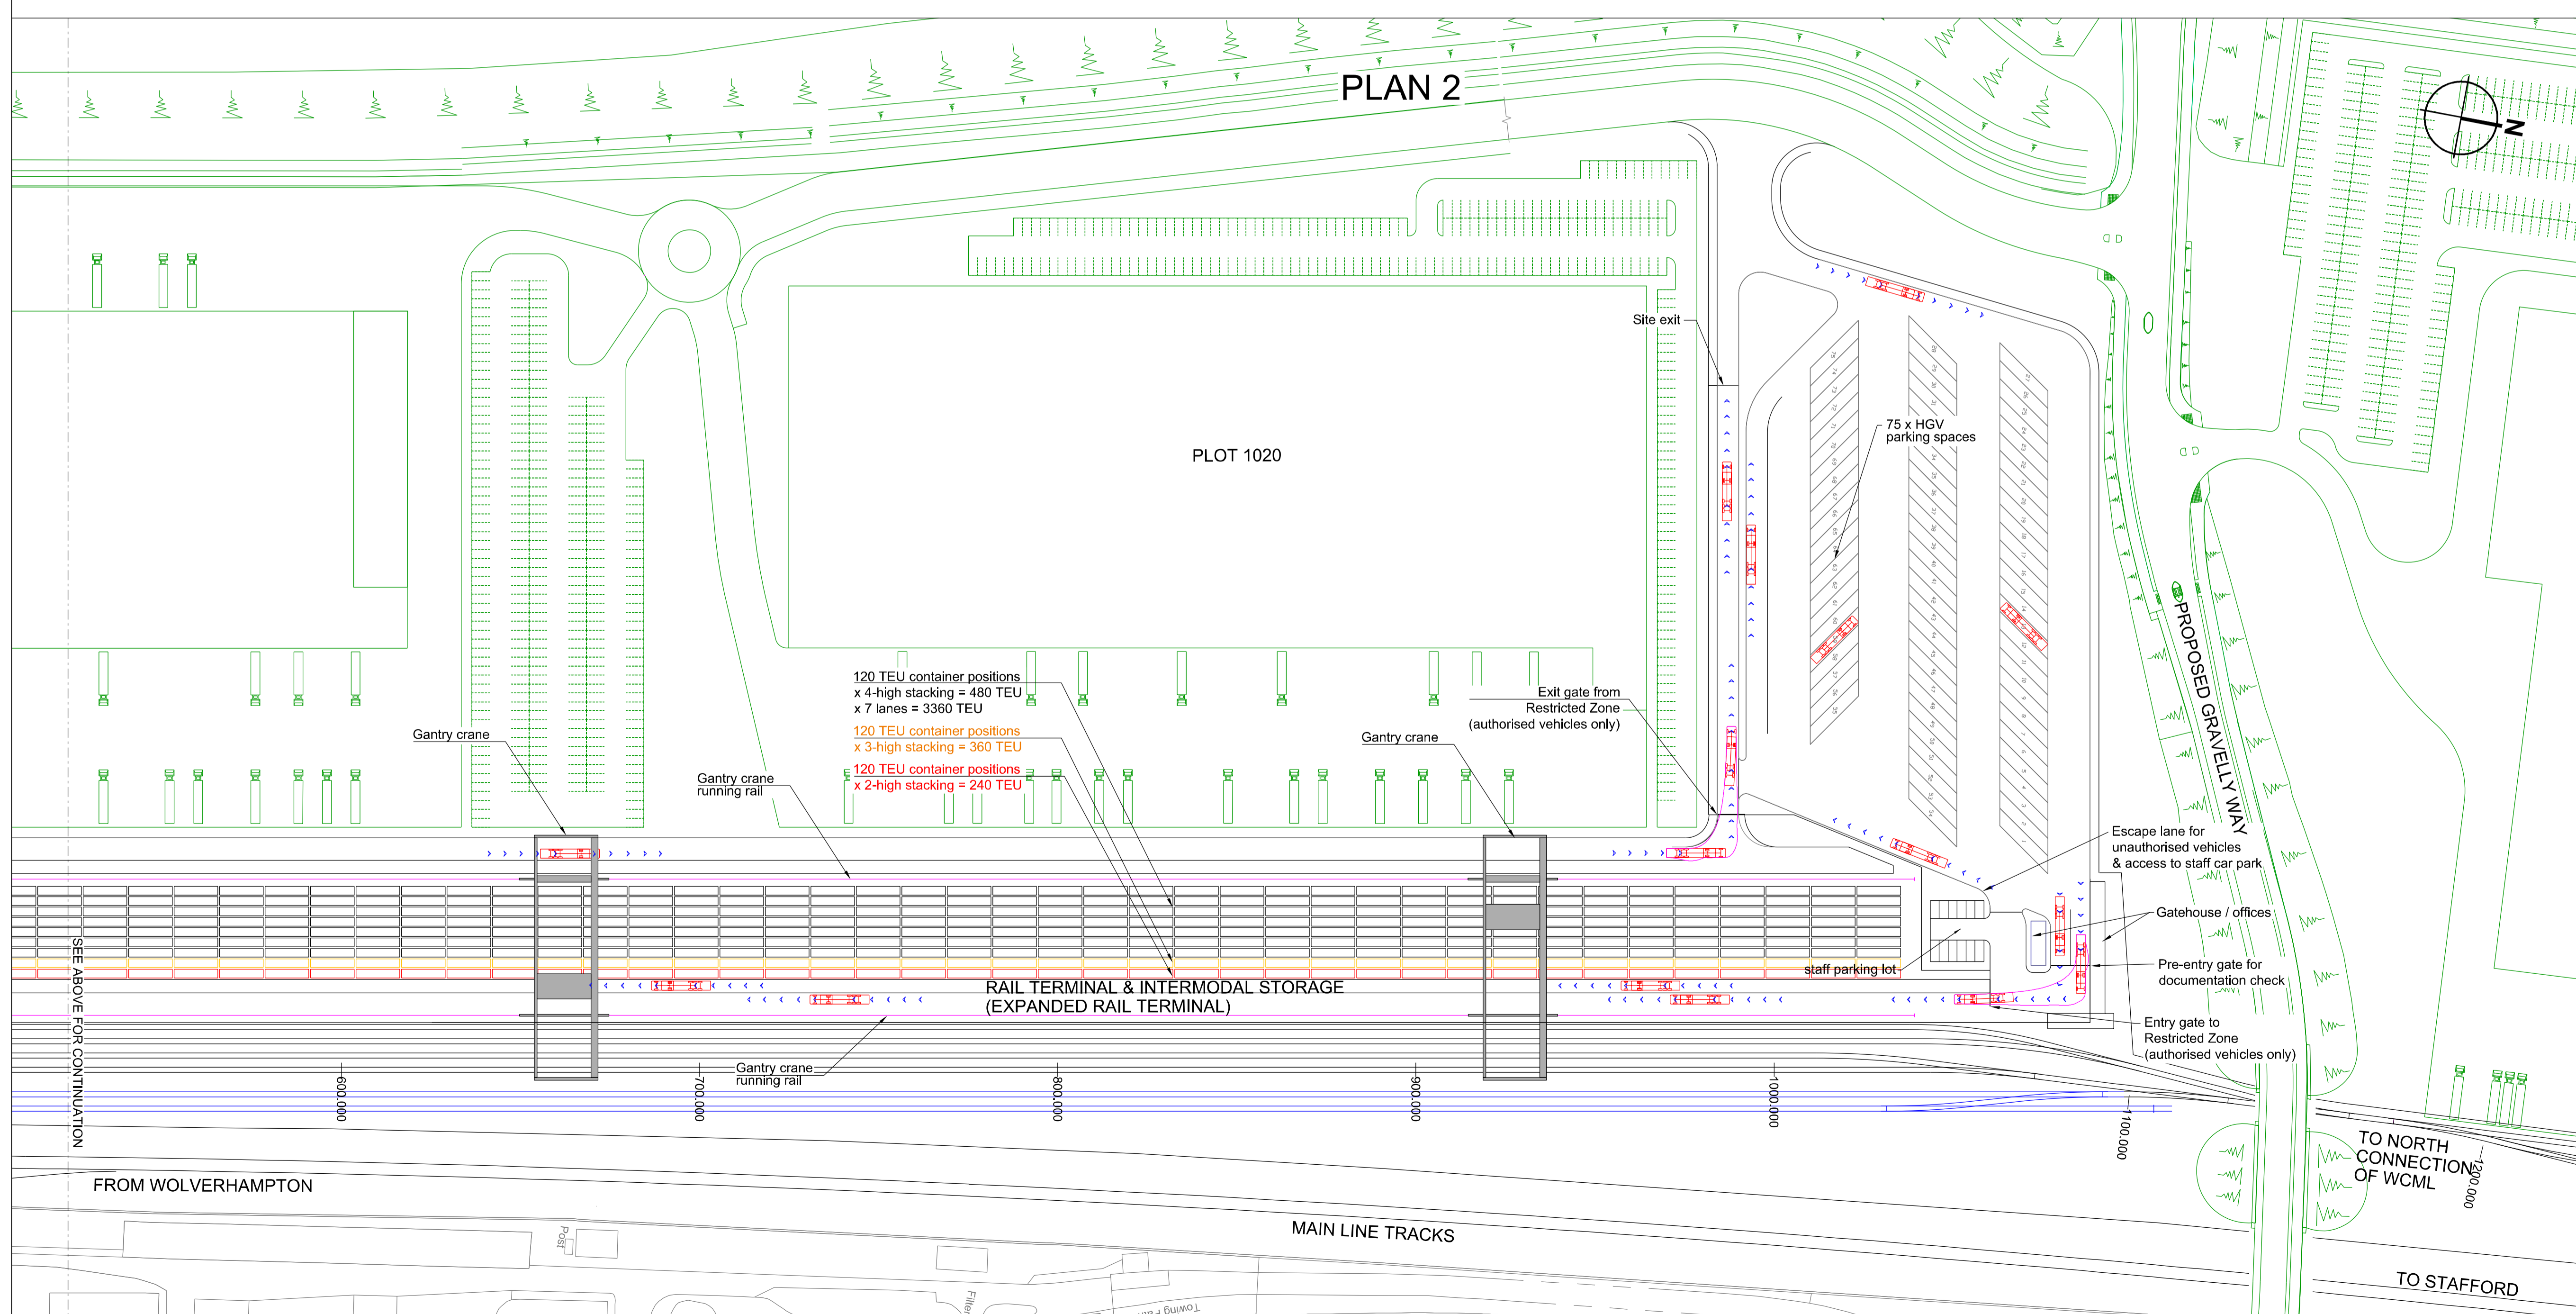 PLAN 2
N
Site exit
75 x HGV
parking spaces
PLOT 1020
PROPOSED GRAVELLY WAY
120 TEU container positions
x 4-high stacking = 480 TEU
x 7 lanes = 3360 TEU
120 TEU container positions
x 3-high stacking = 360 TEU
120 TEU container positions
x 2-high stacking = 240 TEU
Exit gate from
Restricted Zone
(authorised vehicles only)
Gantry crane
Gantry crane
Gantry crane
running rail
Escape lane for
unauthorised vehicles
& access to staff car park
Gatehouse / offices
staff parking lot
Pre-entry gate for
documentation check
RAIL TERMINAL & INTERMODAL STORAGE
(EXPANDED RAIL TERMINAL)
Entry gate to
Restricted Zone
(authorised vehicles only)
Gantry crane
running rail
SEE ABOVE FOR CONTINUATION
600.000
700.000
800.000
900.000
1000.000
1100.000
1200.000
TO NORTH
CONNECTION
OF WCML
FROM WOLVERHAMPTON
MAIN LINE TRACKS
TO STAFFORD
Post
Filter
Towing Path